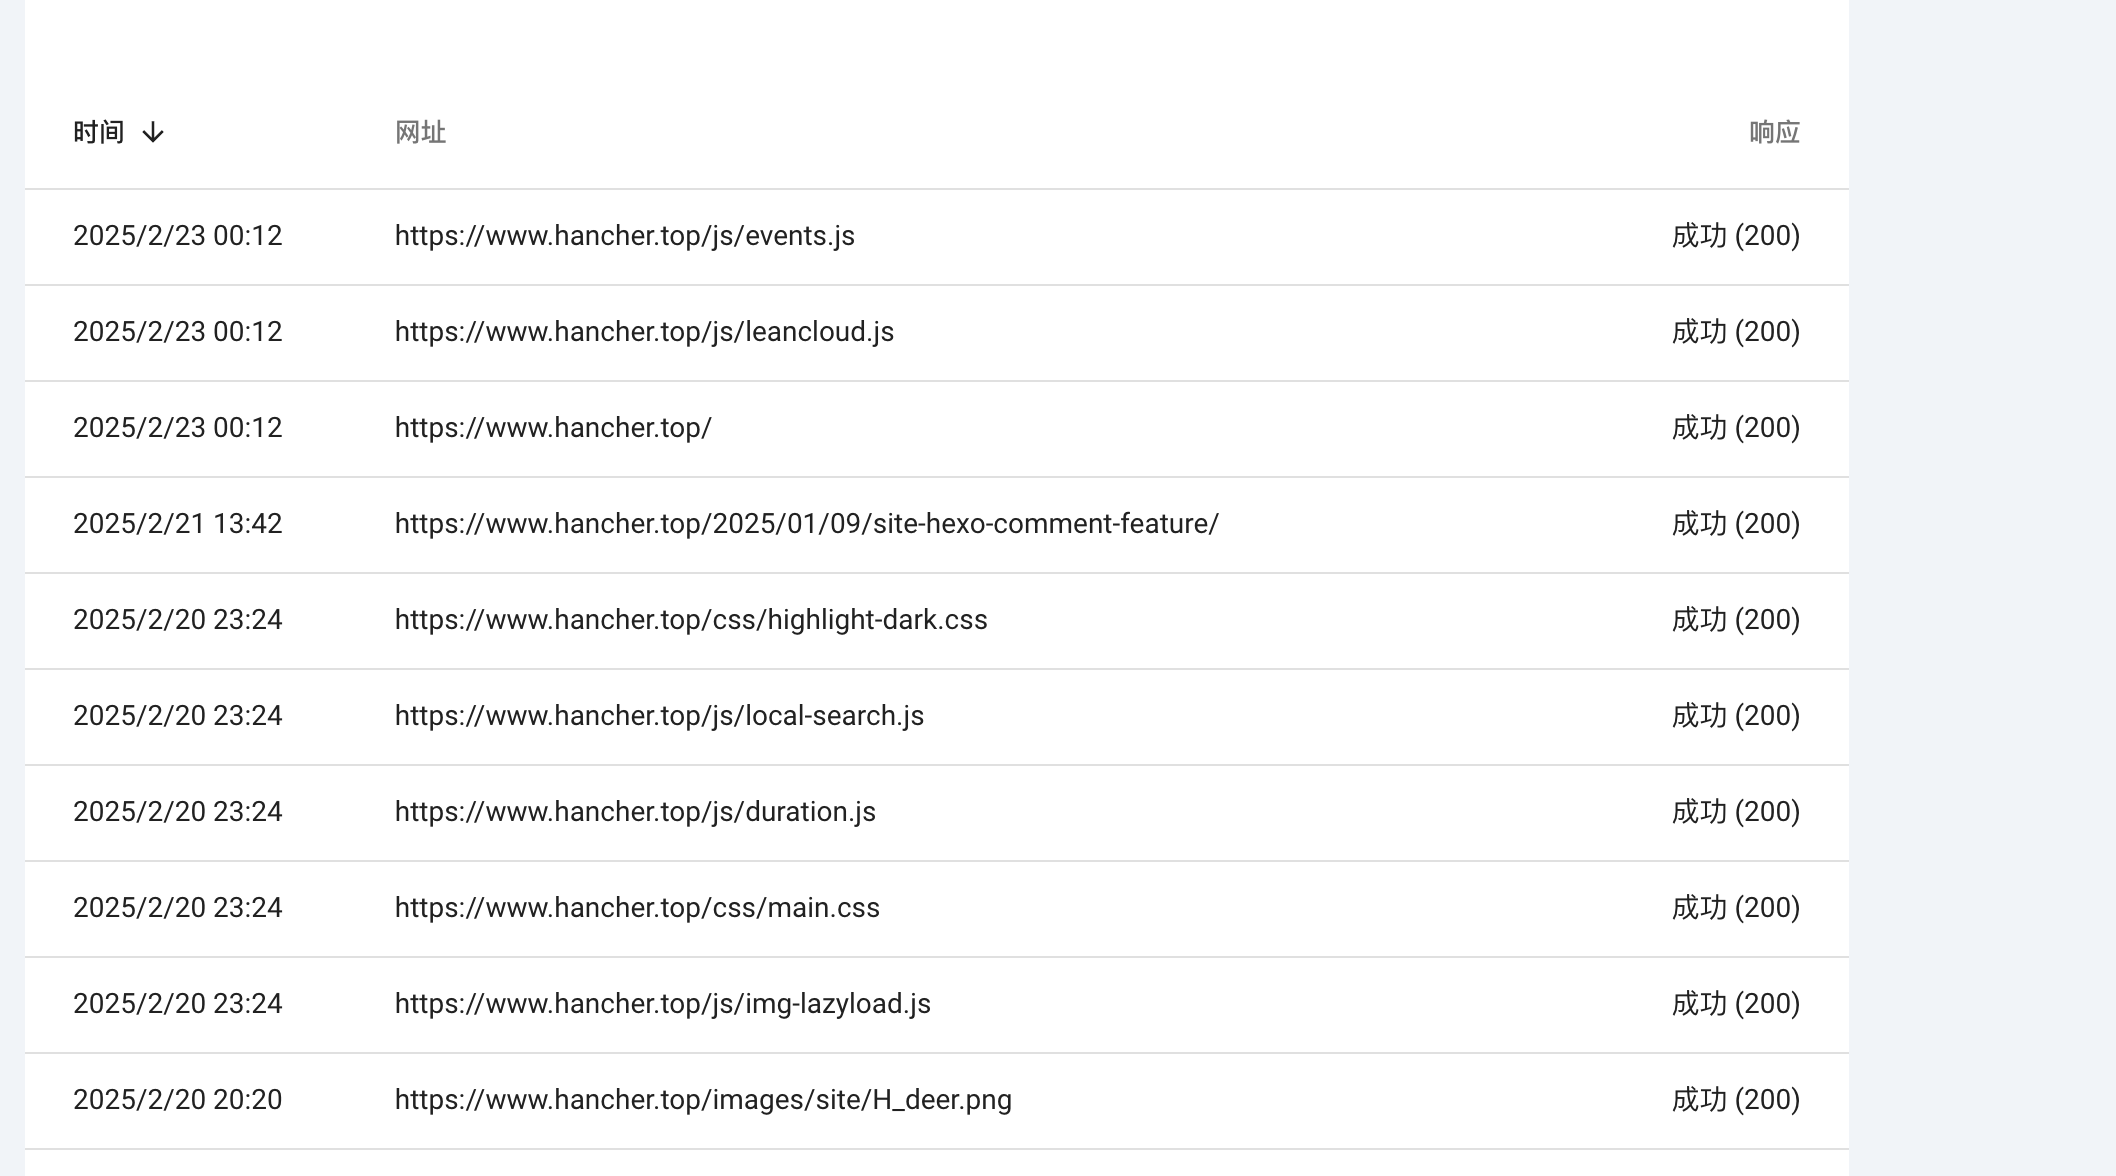 时间 ↓ 网址 响应
2025/2/23 00:12 https://www.hancher.top/js/events.js 成功 (200)
2025/2/23 00:12 https://www.hancher.top/js/leancloud.js 成功 (200)
2025/2/23 00:12 https://www.hancher.top/ 成功 (200)
2025/2/21 13:42 https://www.hancher.top/2025/01/09/site-hexo-comment-feature/ 成功 (200)
2025/2/20 23:24 https://www.hancher.top/css/highlight-dark.css 成功 (200)
2025/2/20 23:24 https://www.hancher.top/js/local-search.js 成功 (200)
2025/2/20 23:24 https://www.hancher.top/js/duration.js 成功 (200)
2025/2/20 23:24 https://www.hancher.top/css/main.css 成功 (200)
2025/2/20 23:24 https://www.hancher.top/js/img-lazyload.js 成功 (200)
2025/2/20 20:20 https://www.hancher.top/images/site/H_deer.png 成功 (200)